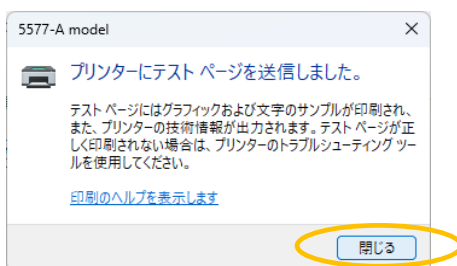 5577-A model
プリンターにテスト ページを送信しました。
テスト ページにはグラフィックおよび文字のサンプルが印刷され、
また、プリンターの技術情報が出力されます。テスト ページが正
しく印刷されない場合は、プリンターのトラブルシューティング ツー
ルを使用してください。
印刷のヘルプを表示します
閉じる